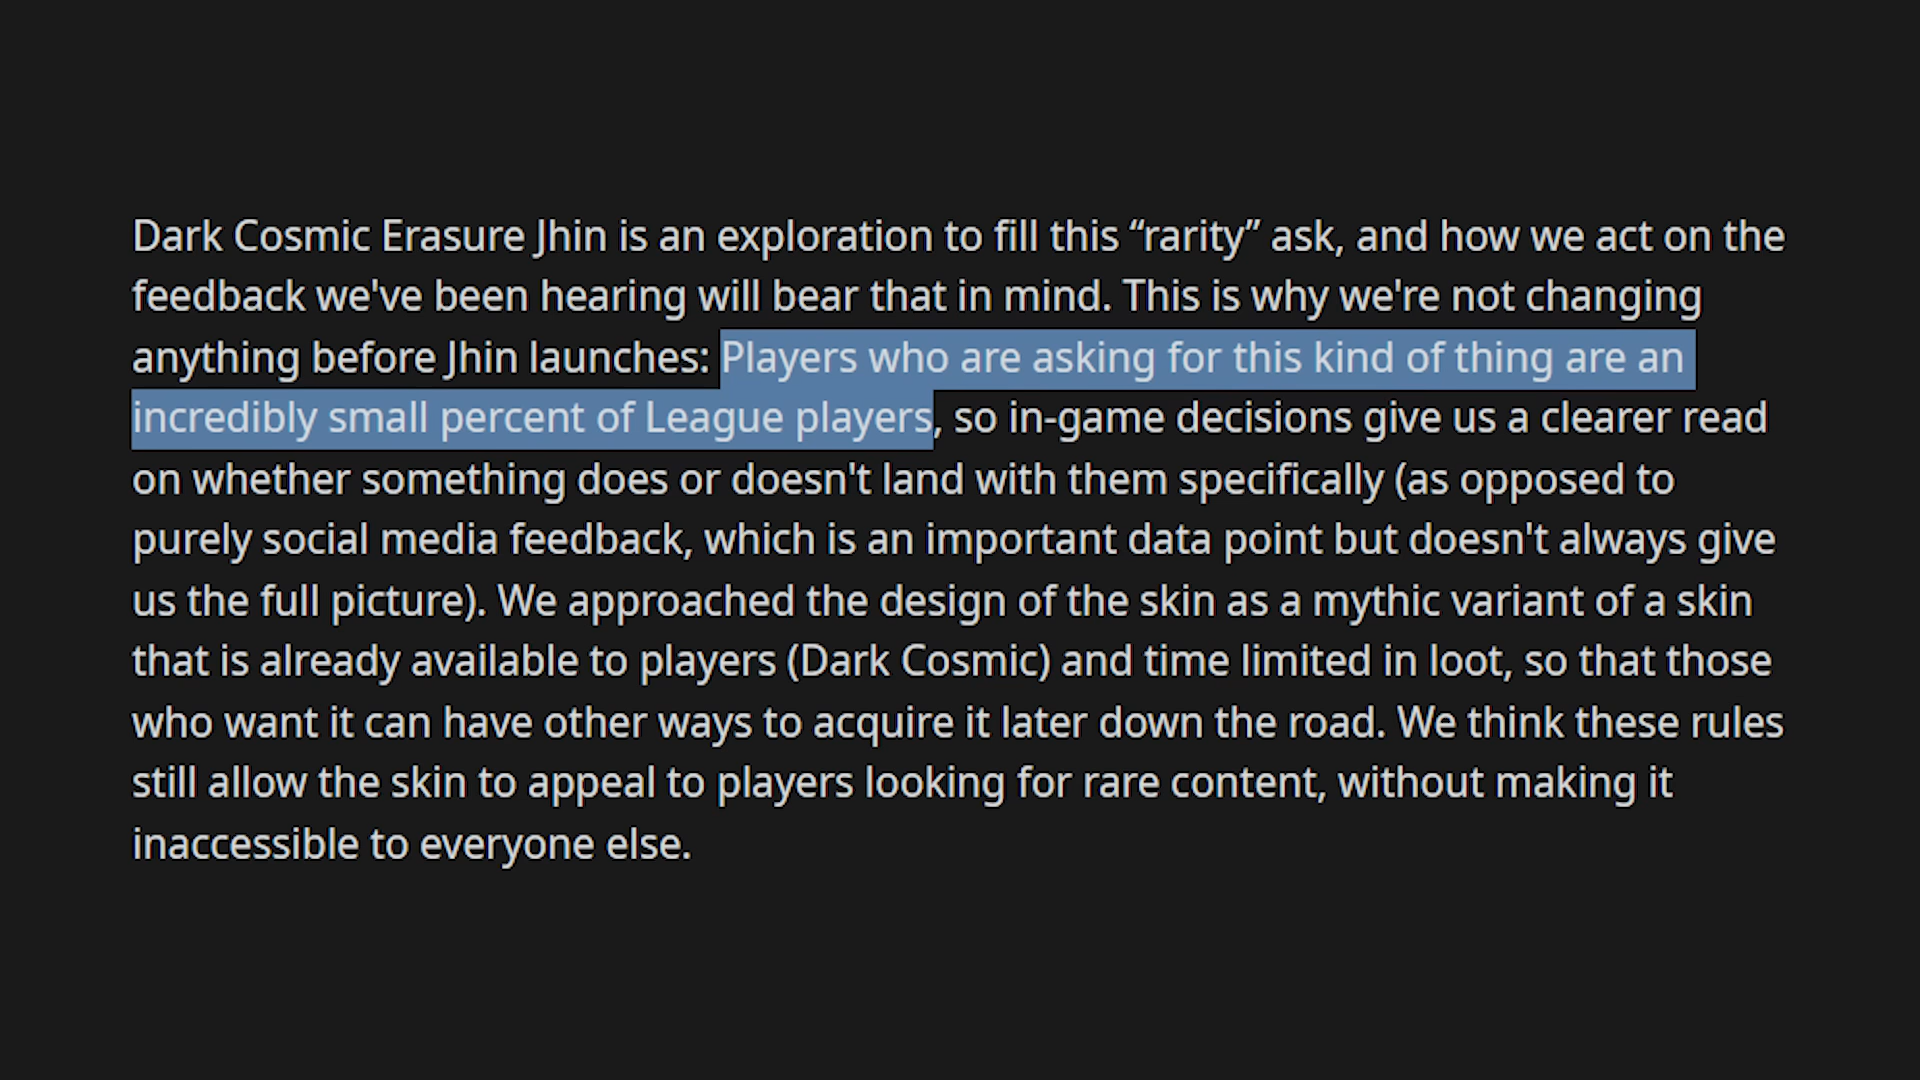 Dark Cosmic Erasure Jhin is an exploration to fill this “rarity” ask, and how we act on the
feedback we've been hearing will bear that in mind. This is why we're not changing
anything before Jhin launches: Players who are asking for this kind of thing are an
incredibly small percent of League players, so in-game decisions give us a clearer read
on whether something does or doesn't land with them specifically (as opposed to
purely social media feedback, which is an important data point but doesn't always give
us the full picture). We approached the design of the skin as a mythic variant of a skin
that is already available to players (Dark Cosmic) and time limited in loot, so that those
who want it can have other ways to acquire it later down the road. We think these rules
still allow the skin to appeal to players looking for rare content, without making it
inaccessible to everyone else.